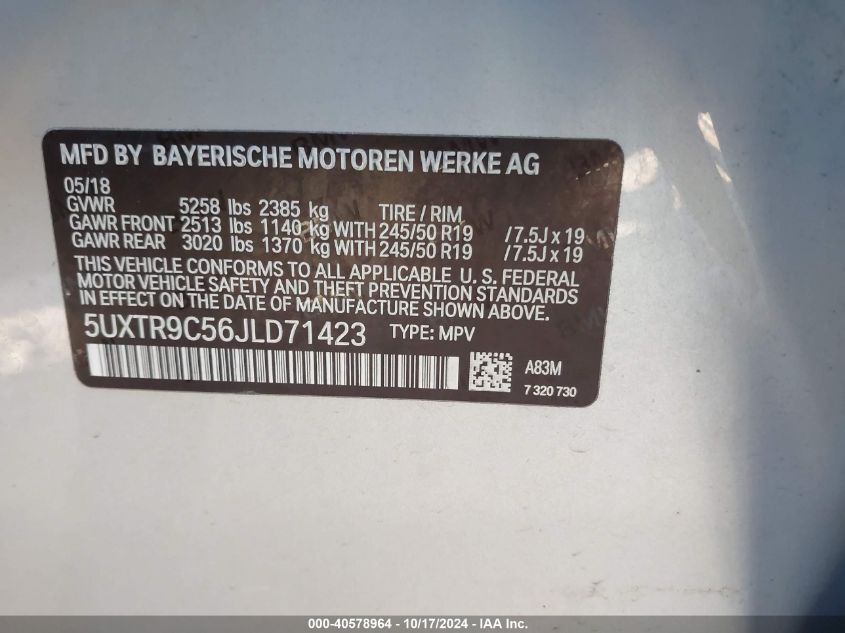 MFD BY BAYERISCHE MOTOREN WERKE AG
05/18
GVWR 5258 lbs 2385 kg TIRE / RIM
GAWR FRONT 2513 lbs 1140 kg WITH 245/50 R19 / 7.5J x 19
GAWR REAR 3020 lbs 1370 kg WITH 245/50 R19 / 7.5J x 19
THIS VEHICLE CONFORMS TO ALL APPLICABLE U. S. FEDERAL
MOTOR VEHICLE SAFETY AND THEFT PREVENTION STANDARDS
IN EFFECT ON THE DATE OF MANUFACTURE SHOWN ABOVE.
5UXTR9C56JLD71423 TYPE: MPV
A83M
7 320 730
000-40578964 - 10/17/2024 - IAA Inc.